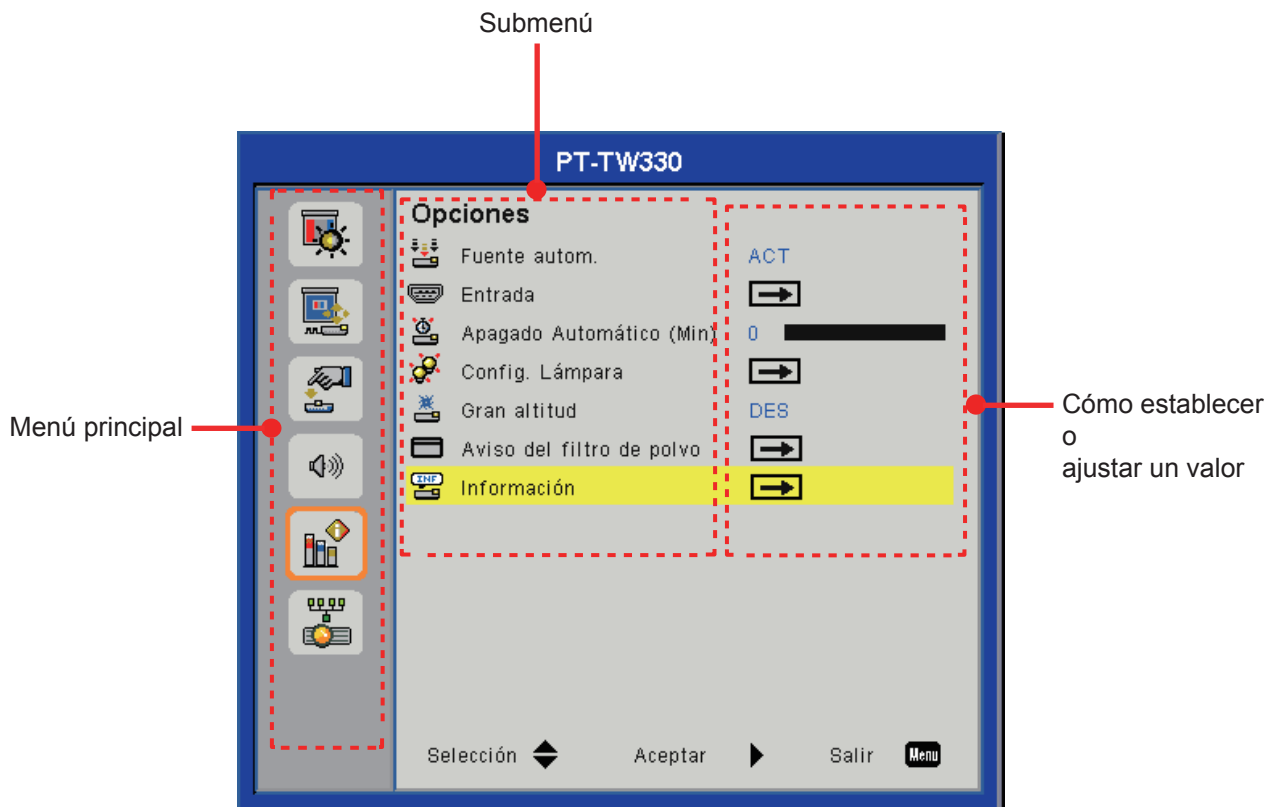 Submenú
PT-TW330
Opciones
Fuente autom. ACT
Entrada
Apagado Automático (Min) 0
Config. Lámpara
Gran altitud DES
Aviso del filtro de polvo
INF
Información
Menú principal
Cómo establecer
o
ajustar un valor
Selección Aceptar Salir Menu